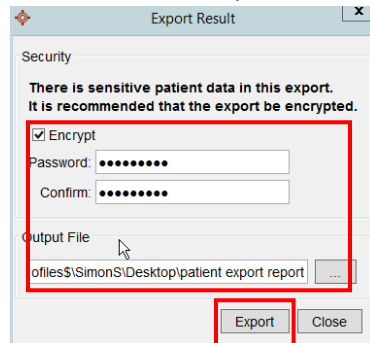 Export Result
x
Security
There is sensitive patient data in this export.
It is recommended that the export be encrypted.
Encrypt
Password: ●●●●●●●●●
Confirm: ●●●●●●●●●
Output File
ofiles$\SimonS\Desktop\patient export report ...
Export Close